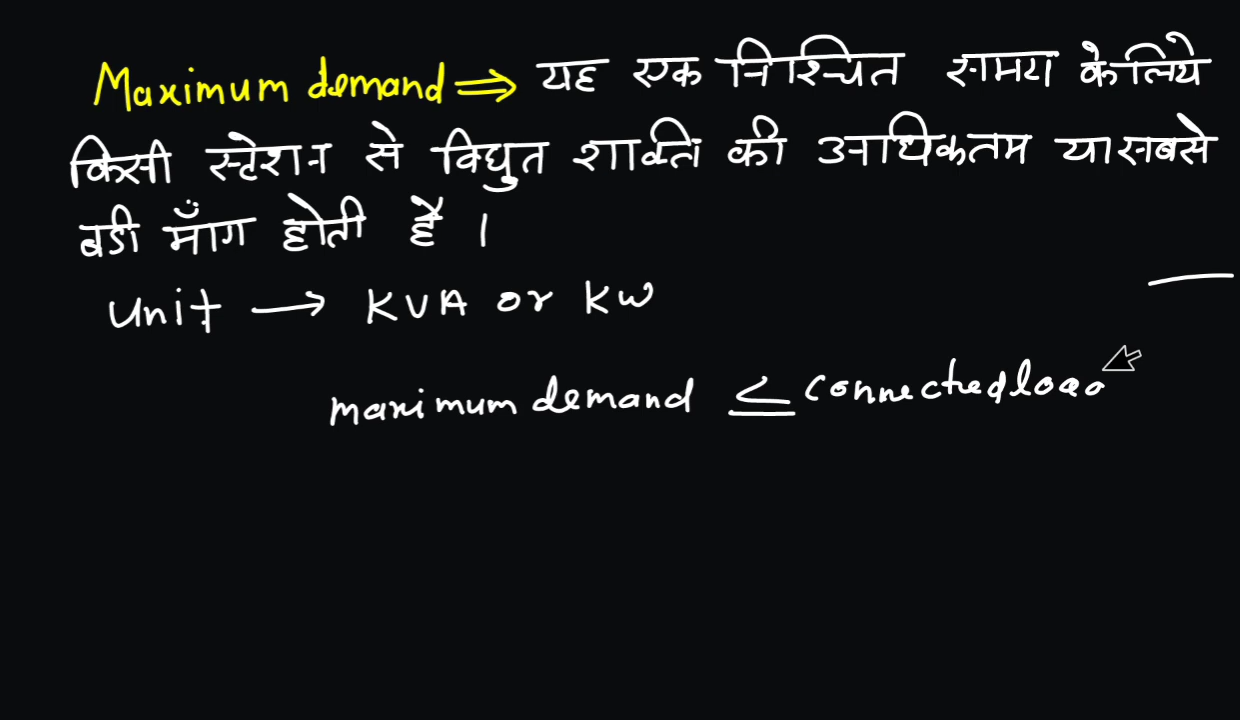 Maximum demand ⇒ यह एक निश्चित समय के लिये
किसी स्टेशन से विधुत शक्ति की अधिकतम या सबसे
बडी माँग होती है ।
Unit → KVA or kw
maximum demand ≤ connected load